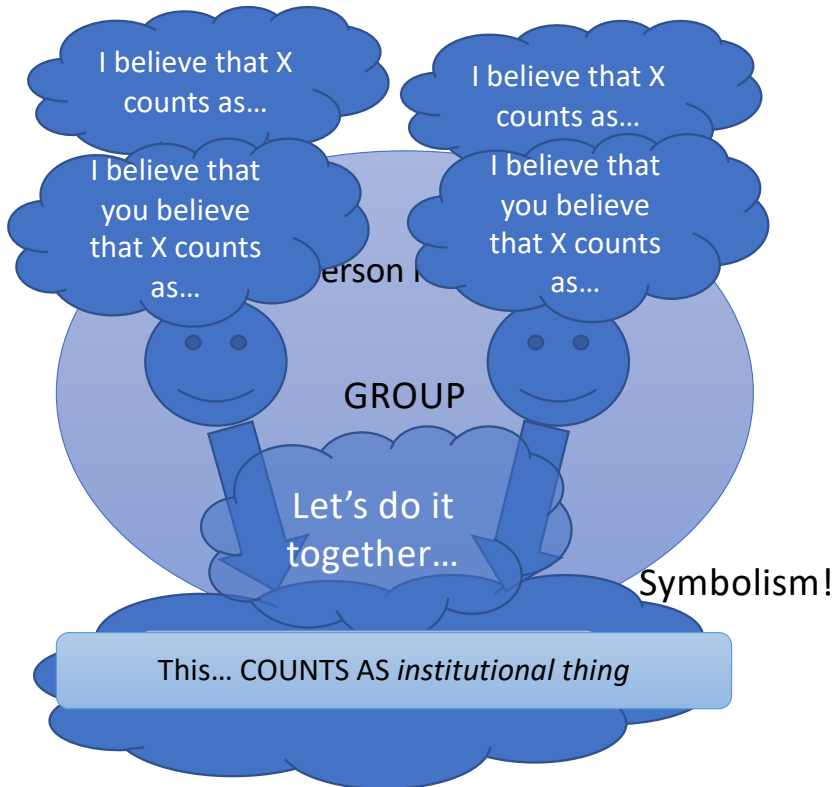 I believe that X
counts as…
I believe that X
counts as…
I believe that
you believe
that X counts
as…
I believe that
you believe
that X counts
as…
GROUP
Let’s do it
together…
Symbolism!
This… COUNTS AS institutional thing